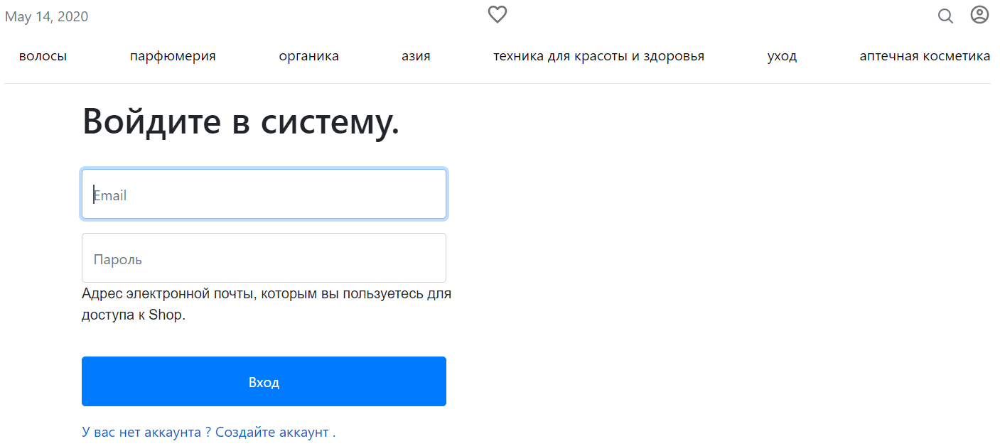 May 14, 2020
волосы парфюмерия органика азия техника для красоты и здоровья уход аптечная косметика
Войдите в систему.
Email
Пароль
Адрес электронной почты, которым вы пользуетесь для
доступа к Shop.
Вход
У вас нет аккаунта ? Создайте аккаунт .